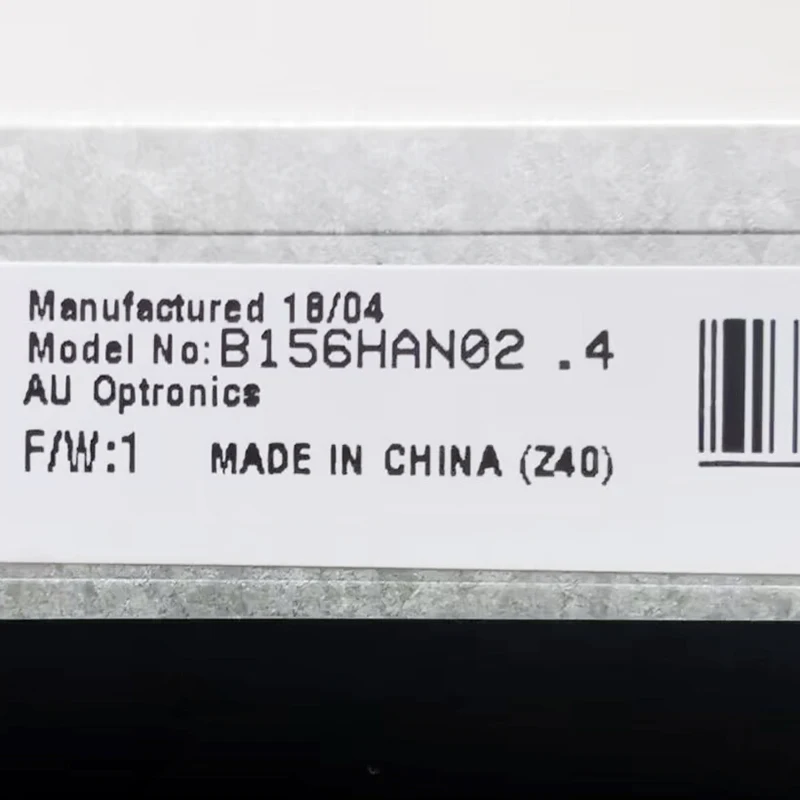 Manufactured 18/04
Model No:B156HAN02 .4
AU Optronics
F/W:1 MADE IN CHINA (Z40)